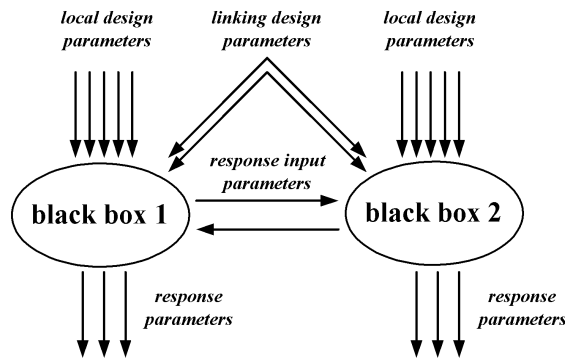 local design
parameters
linking design
parameters
local design
parameters
response input
parameters
black box 1
black box 2
response
parameters
response
parameters